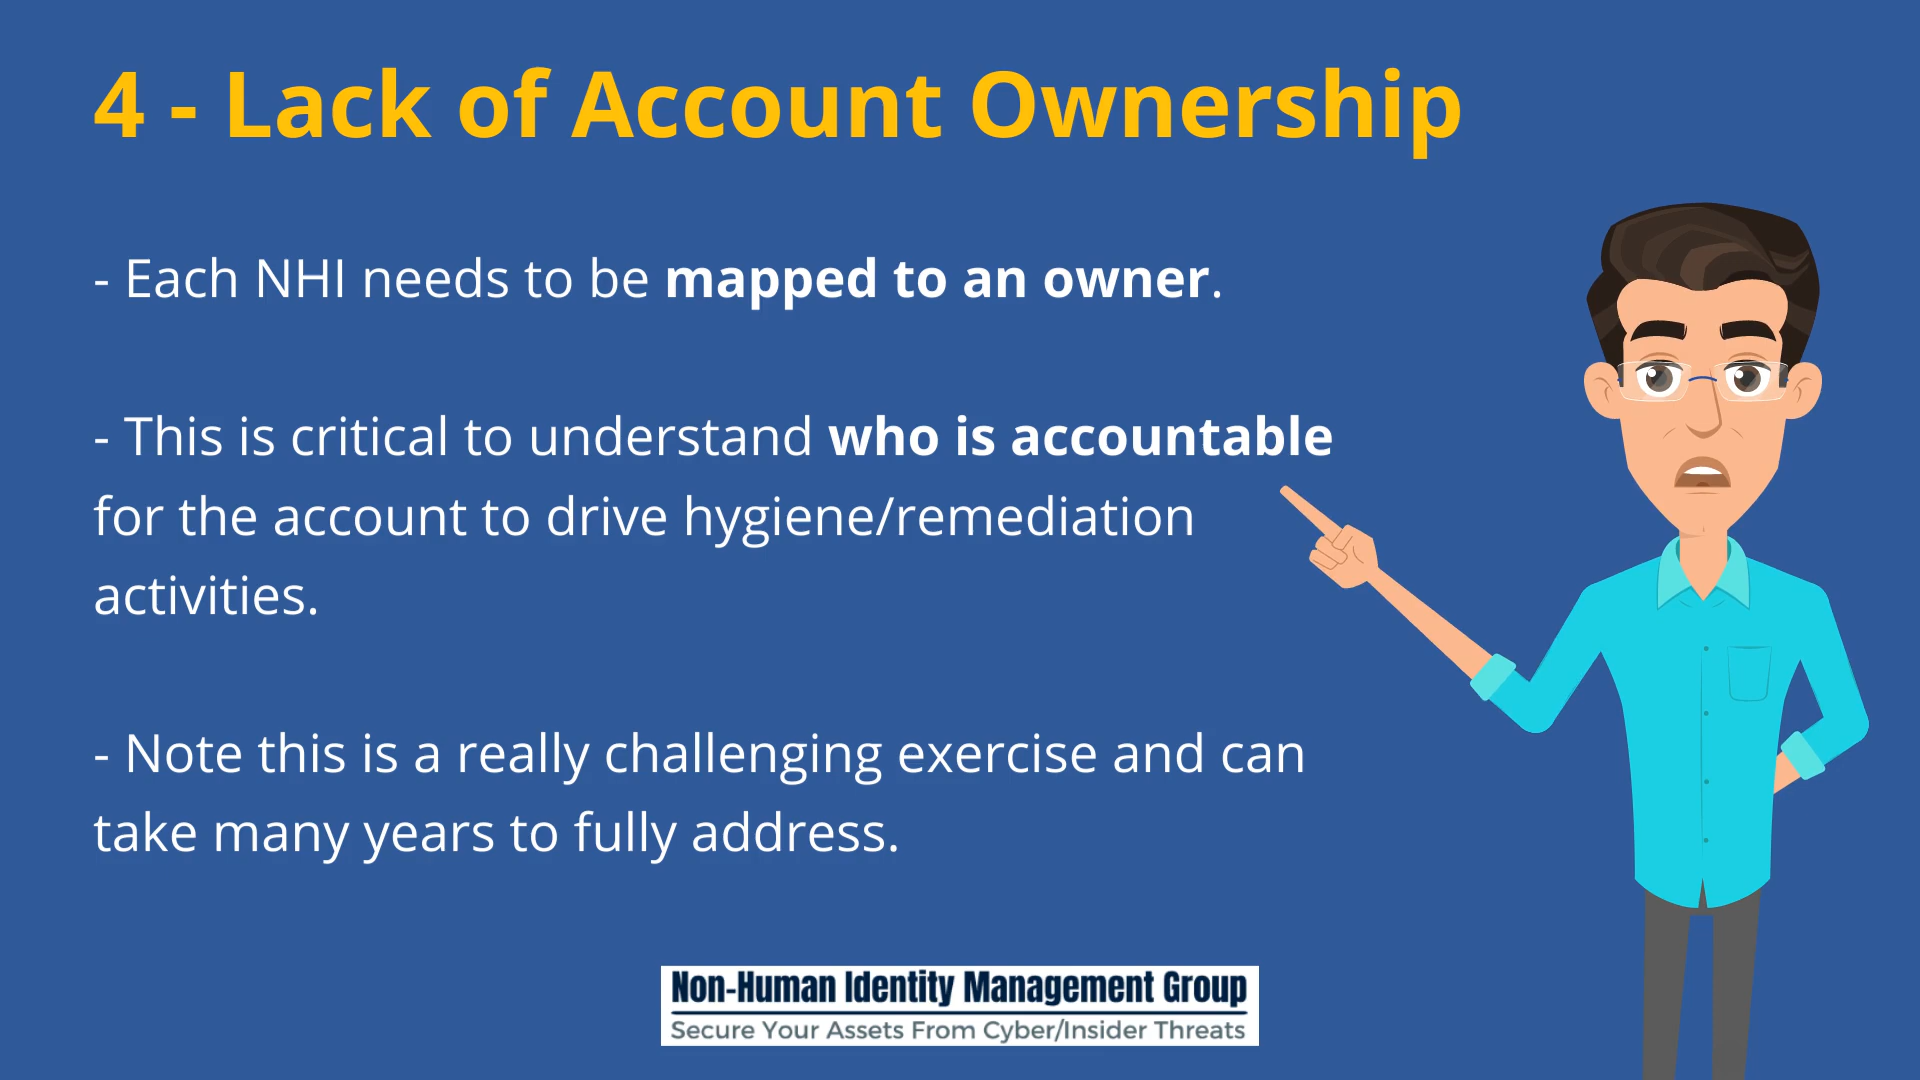 4 - Lack of Account Ownership
- Each NHI needs to be mapped to an owner.
- This is critical to understand who is accountable
for the account to drive hygiene/remediation
activities.
- Note this is a really challenging exercise and can
take many years to fully address.
Non-Human Identity Management Group
Secure Your Assets From Cyber/Insider Threats